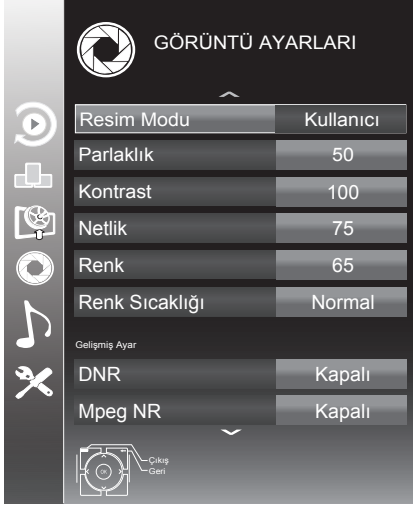 GÖRÜNTÜ AYARLARI
Resim Modu Kullanıcı
Parlaklık 50
Kontrast 100
Netlik 75
Renk 65
Renk Sıcaklığı Normal
Gelişmiş Ayar
DNR Kapalı
Mpeg NR Kapalı
Çıkış
Geri
OK